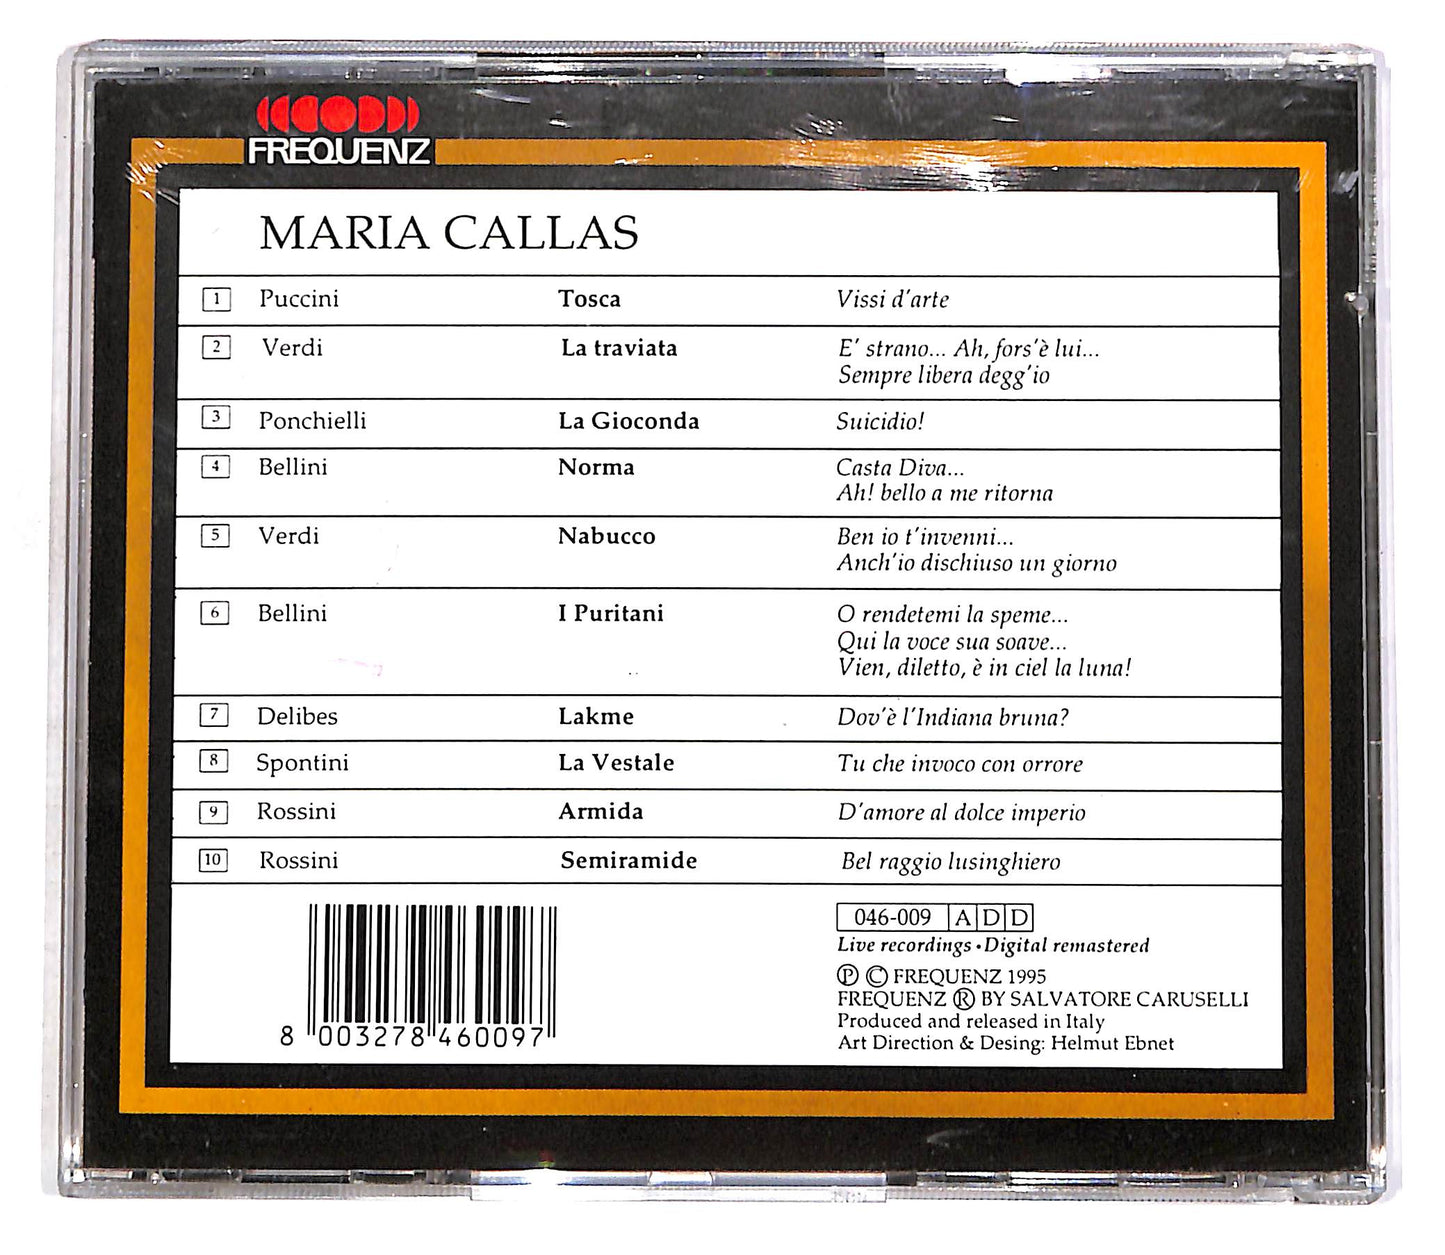 FREQUENZ
MARIA CALLAS
1 Puccini Tosca Vissi d'arte
2 Verdi La traviata E' strano... Ah, fors'è lui...
Sempre libera degg'io
3 Ponchielli La Gioconda Suicidio!
4 Bellini Norma Casta Diva...
Ah! bello a me ritorna
5 Verdi Nabucco Ben io t'invenni...
Anch'io dischiuso un giorno
6 Bellini I Puritani O rendetemi la speme...
Qui la voce sua soave...
Vien, diletto, è in ciel la luna!
7 Delibes Lakme Dov'è l'Indiana bruna?
8 Spontini La Vestale Tu che invoco con orrore
9 Rossini Armida D'amore al dolce imperio
10 Rossini Semiramide Bel raggio lusinghiero
046-009 A D D
Live recordings • Digital remastered
℗ © FREQUENZ 1995
FREQUENZ ® BY SALVATORE CARUSELLI
Produced and released in Italy
Art Direction & Desing: Helmut Ebnet
8 003278 460097